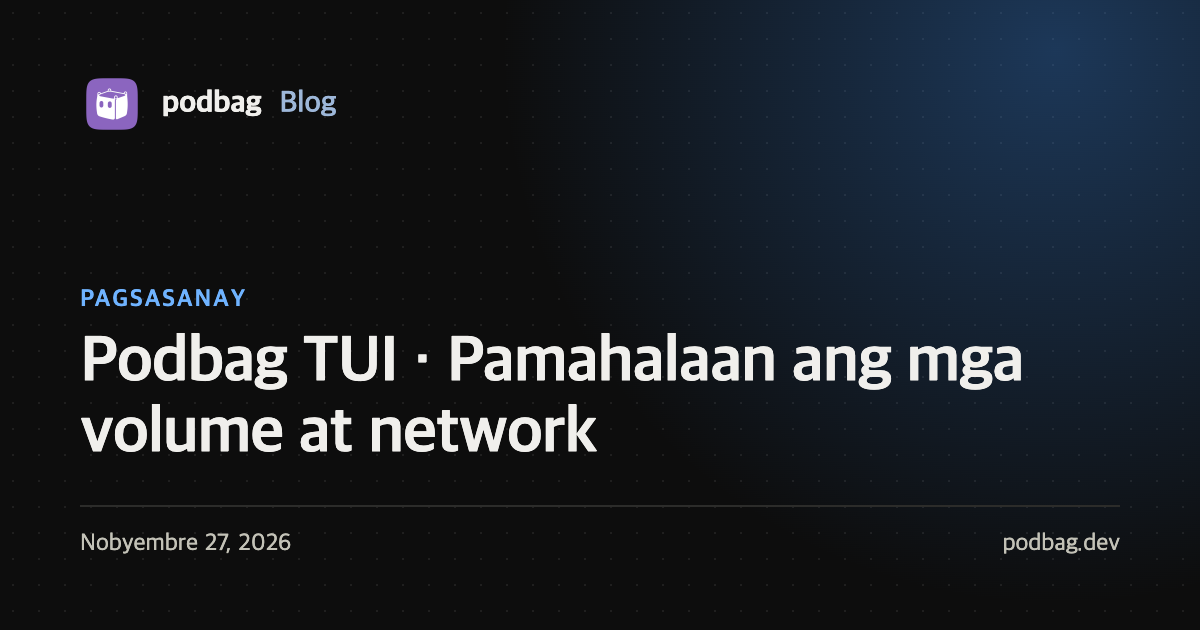 podbag Blog
PAGSASANAY
Podbag TUI · Pamahalaan ang mga
volume at network
Nobyembre 27, 2026
podbag.dev